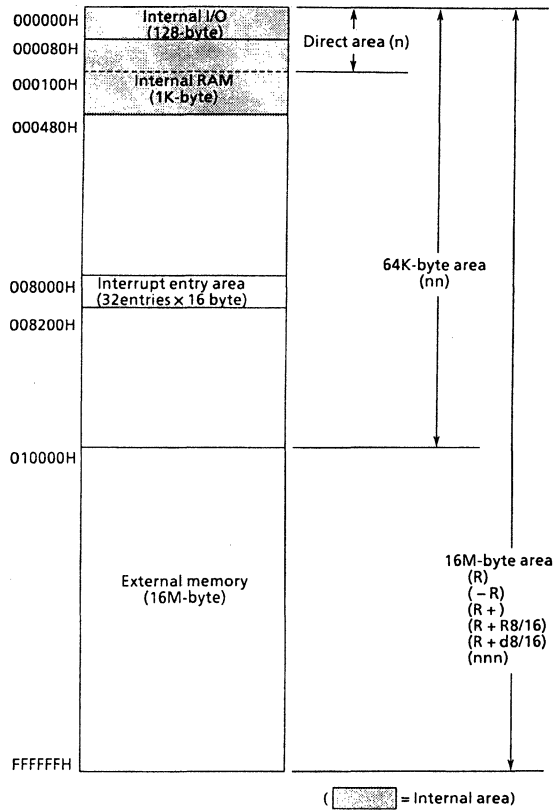 000000H
Internal I/O
(128-byte)
000080H
Direct area (n)
000100H
Internal RAM
(1K-byte)
000480H
64K-byte area
(nn)
008000H
Interrupt entry area
(32entries × 16 byte)
008200H
010000H
External memory
(16M-byte)
16M-byte area
(R)
(– R)
(R + )
(R + R8/16)
(R + d8/16)
(nnn)
FFFFFFH
( = Internal area)